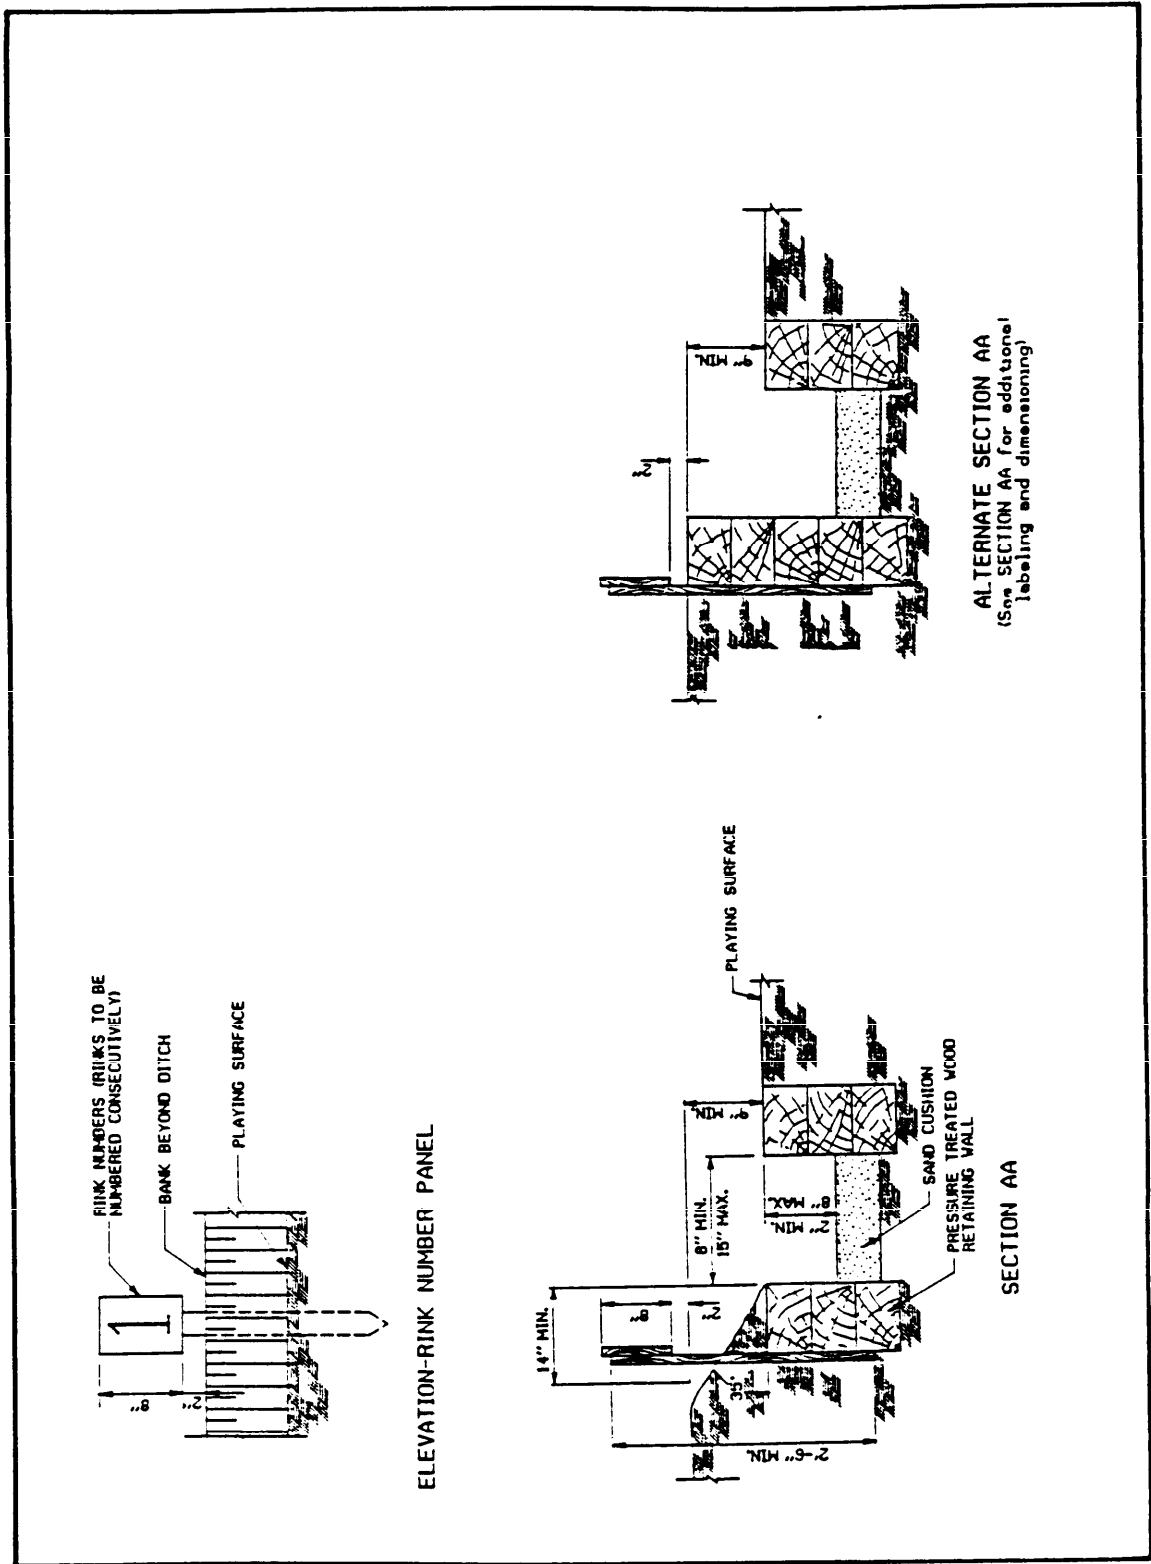 RINK NUMBERS (RINKS TO BE
NUMBERED CONSECUTIVELY)
BANK BEYOND DITCH
PLAYING SURFACE
1
8"
2"
ELEVATION-RINK NUMBER PANEL
14" MIN.
8"
2"
8" MIN.
15" MAX.
9" MIN.
PLAYING SURFACE
2" MIN.
8" MAX.
35°
2'-6" MIN.
SAND CUSHION
PRESSURE TREATED WOOD
RETAINING WALL
SECTION AA
2"
9" MIN.
ALTERNATE SECTION AA
(See SECTION AA for additional
labeling and dimensioning)